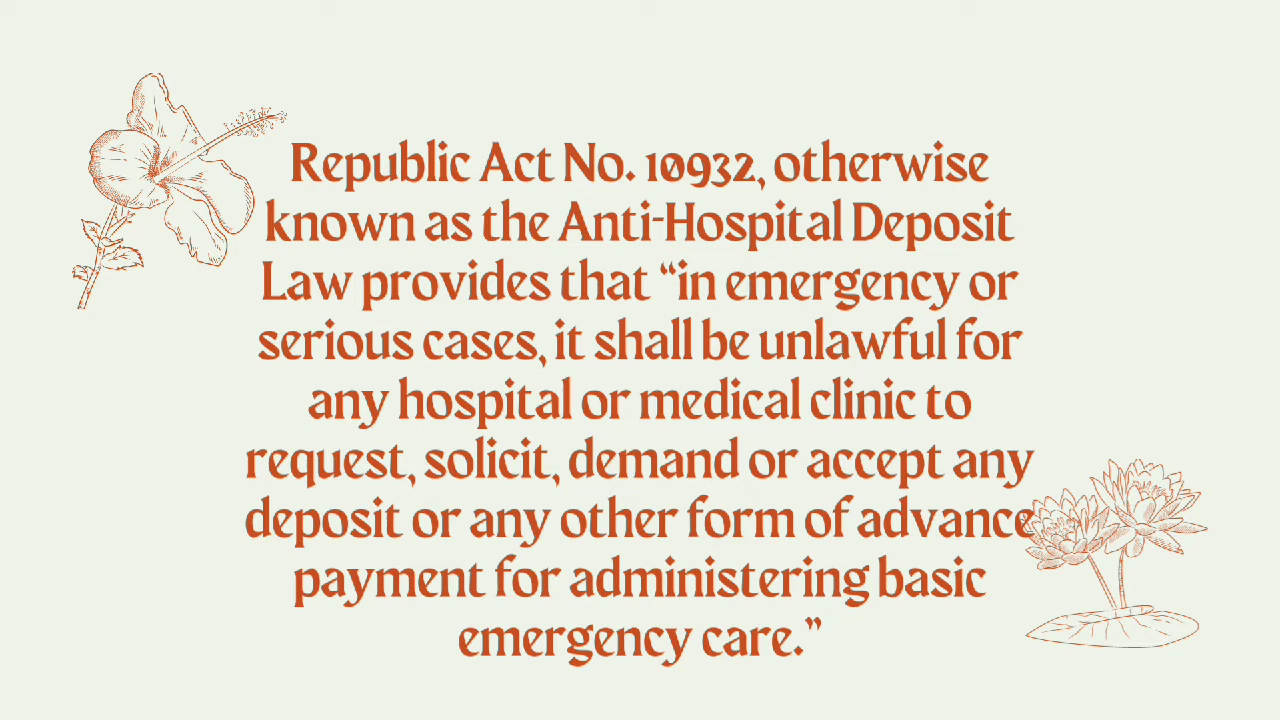 Republic Act No. 10932, otherwise
known as the Anti-Hospital Deposit
Law provides that “in emergency or
serious cases, it shall be unlawful for
any hospital or medical clinic to
request, solicit, demand or accept any
deposit or any other form of advance
payment for administering basic
emergency care.”